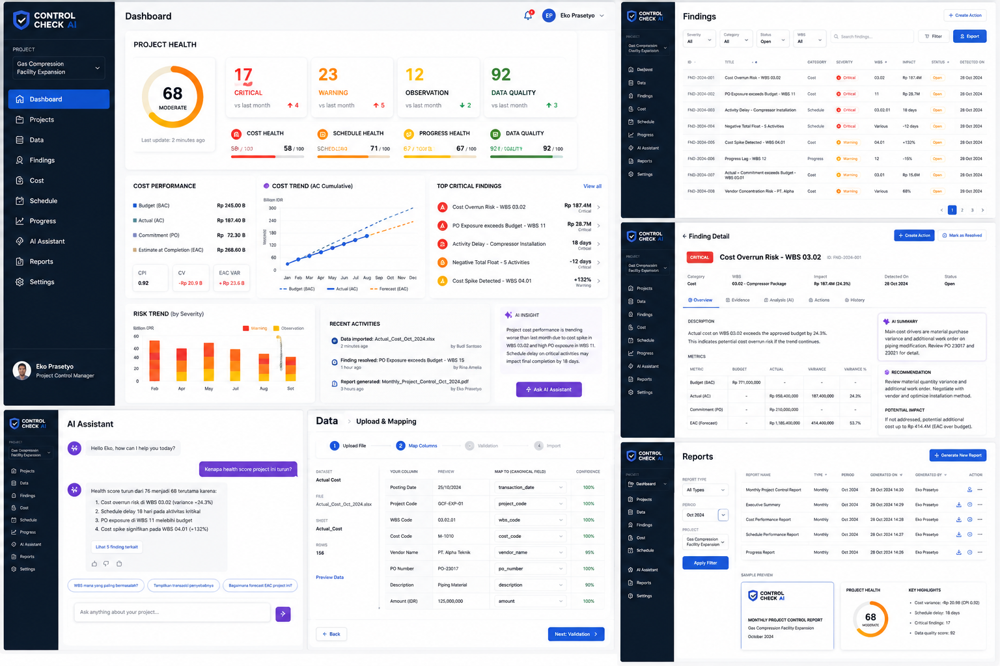 CONTROL
CHECK AI
PROJECT
Gas Compression
Facility Expansion
Dashboard
Projects
Data
Findings
Cost
Schedule
Progress
AI Assistant
Reports
Settings
Eko Prasetyo
Project Control Manager
Dashboard
EP
Eko Prasetyo
PROJECT HEALTH
68
MODERATE
Last update: 2 minutes ago
17
CRITICAL
vs last month
4
23
WARNING
vs last month
5
12
OBSERVATION
vs last month
2
92
DATA QUALITY
vs last month
3
COST HEALTH
58 / 100
SCHEDULE HEALTH
71 / 100
PROGRESS HEALTH
67 / 100
DATA QUALITY
92 / 100
COST PERFORMANCE
Budget (BAC) Rp 245.00 B
Actual (AC) Rp 187.40 B
Commitment (PO) Rp 72.30 B
Estimate at Completion (EAC) Rp 268.60 B
CPI
0.92
CV
-Rp 20.9 B
EAC VAR
+ Rp 23.6 B
COST TREND (AC Cumulative)
Billion IDR
300
240
180
120
60
0
Jan Feb Mar Apr May Jun Jul Aug Sep Oct Nov Dec
Budget (BAC) Actual (AC) Forecast (EAC)
TOP CRITICAL FINDINGS
View all
Cost Overrun Risk - WBS 03.02 Rp 187.4M
Critical
PO Exposure exceeds Budget - WBS 11 Rp 28.7M
Critical
Activity Delay - Compressor Installation 18 days
Critical
Negative Total Float - 5 Activities -12 days
Critical
Cost Spike Detected - WBS 04.01 +132%
Warning
RISK TREND (by Severity)
Warning Observation
60
40
40
20
0
Feb Apr May Jul Aug Sct
RECENT ACTIVITIES
Data imported: Actual_Cost_Oct_2024.xlsx
2 minutes ago by Budi Santoso
Finding resolved: PO Exposure exceeds Budget - WBS 15
1 hour ago by Rina Amelia
Report generated: Monthly_Project_Control_Oct_2024.pdf
3 hours ago by Eko Prasetyo
AI INSIGHT
Project cost performance is trending
worse than last month due to cost spike in
WBS 03.02 and high PO exposure in WBS 11.
Schedule delay on critical activities may
impact final completion by 18 days.
Ask AI Assistant
CONTROL
CHECK AI
Projects
Data
Findings
Cost
Schedule
Progress
AI Assistant
Reports
Settings
AI Assistant
Hello Eko, how can I help you today?
Kenapa health score project ini turun?
Health score turun dari 76 menjadi 68 terutama karena:
1. Cost overrun risk di WBS 03.02 (variance +24.3%)
2. Schedule delay 18 hari pada aktivitas kritikal
3. PO exposure di WBS 11 melebihi budget
4. Cost spike signifikan pada WBS 04.01 (+132%)
Lihat 5 finding terkait
WBS mana yang paling bermasalah?
Tampilkan transaksi penyebabnya
Bagaimana forecast EAC project ini?
Ask anything about your project...
Data > Upload & Mapping
1 Upload File
2 Map Columns
3 Validation
4 Import
DATASET
Actual Cost
FILE
Actual_Cost_Oct_2024.xlsx
SHEET
Actual_Cost
ROWS
156
Preview Data
YOUR COLUMN PREVIEW MAP TO (CANONICAL FIELD) CONFIDENCE
Posting Date 25/10/2024 transaction_date 100%
Project Code GCF-EXP-01 project_code 100%
WBS Code 03.02.01 wbs_code 100%
Cost Code M-1010 cost_code 100%
Vendor Name PT. Alpha Teknik vendor_name 95%
PO Number PO-23017 po_number 100%
Description Piping Material description 90%
Amount (IDR) 125,000,000 amount 100%
Back
Next: Validation
CONTROL
CHECK AI
Data
Findings
Cost
Schedule
Progress
AI Assistant
Reports
Settings
Findings
+ Create Action
Severity
All
Category
All
Status
Open
WBS
All
Search findings...
Filter
Export
ID TITLE CATEGORY SEVERITY WBS IMPACT STATUS DETECTED ON
FND-2024-001 Cost Overrun Risk - WBS 03.02 Cost Critical 03.02 Rp 187.4M Open 28 Oct 2024
FND-2024-002 PO Exposure exceeds Budget - WBS 11 Cost Critical 11 Rp 28.7M Open 28 Oct 2024
FND-2024-003 Activity Delay - Compressor Installation Schedule Critical 03.02.01 18 days Open 28 Oct 2024
FND-2024-004 Negative Total Float - 5 Activities Schedule Critical Various -12 days Open 28 Oct 2024
FND-2024-005 Cost Spike Detected - WBS 04.01 Cost Warning 04.01 +132% Open 28 Oct 2024
FND-2024-006 Progress Lag - WBS 12 Progress Warning 12 -15% Open 28 Oct 2024
FND-2024-007 Actual + Commitment exceeds Budget - WBS 03.01 Cost Warning 03.01 Rp 15.6M Open 28 Oct 2024
FND-2024-008 Vendor Concentration Risk - PT. Alpha Cost Warning Various 68% Open 28 Oct 2024
< 1 2 3 >
CONTROL
CHECK AI
Projects
Data
Findings
Cost
Schedule
Progress
AI Assistant
Reports
Settings
Finding Detail
+ Create Action
Mark as Resolved
CRITICAL
Cost Overrun Risk - WBS 03.02
ID: FND-2024-001
Category
Cost
WBS
03.02 - Compressor Package
Impact
Rp 187.4M (24.3%)
Detected On
28 Oct 2024
Status
Open
Overview Evidence Analysis (AI) Actions History
DESCRIPTION
Actual cost on WBS 03.02 exceeds the approved budget by 24.3%.
This indicates potential cost overrun risk if the trend continues.
METRICS
METRIC BUDGET ACTUAL VARIANCE VARIANCE %
Budget (BAC) Rp 771,000,000 - - -
Actual (AC) - Rp 958,400,000 187,400,000 24.3%
Commitment (PO) - Rp 210,000,000 - -
EAC (Forecast) - Rp 1,185,400,000 414,400,000 53.7%
AI SUMMARY
Main cost drivers are material purchase
variance and additional work order on
piping modification. Review PO 23017 and
23021 for detail.
RECOMMENDATION
Review material quantity variance and
additional work order. Negotiate with
vendor and optimize installation method.
POTENTIAL IMPACT
If not addressed, potential additional
cost up to Rp 414.4M (EAC over budget).
CONTROL
CHECK AI
Dashboard
Projects
Data
Findings
Cost
Schedule
AI Assistant
Reports
Settings
Reports
Generate New Report
REPORT TYPE
All Types
PERICO
Oct 2024
PROJECT
Gas Compression
Facility Expansion
Apply Filter
REPORT NAME TYPE PERIOD GENERATED ON GENERATED BY ACTION
Monthly Project Control Report Monthly Oct 2024 28 Oct 2024 14:30 Eko Prasetyo
Executive Summary Monthly Oct 2024 28 Oct 2024 14:29 Eko Prasetyo
Cost Performance Report Monthly Oct 2024 28 Oct 2024 14:28 Eko Prasetyo
Schedule Performance Report Monthly Oct 2024 28 Oct 2024 14:27 Eko Prasetyo
Progress Report Monthly Oct 2024 28 Oct 2024 14:26 Eko Prasetyo
SAMPLE PREVIEW
CONTROL
CHECK AI
MONTHLY PROJECT CONTROL REPORT
Gas Compression Facility Expansion
October 2024
PROJECT HEALTH
68
MODERATE
KEY HIGHLIGHTS
Cost variance: -Rp 20.9B (CPI 0.92)
Schedule delay: 18 days
Critical findings: 17
Data quality score: 92